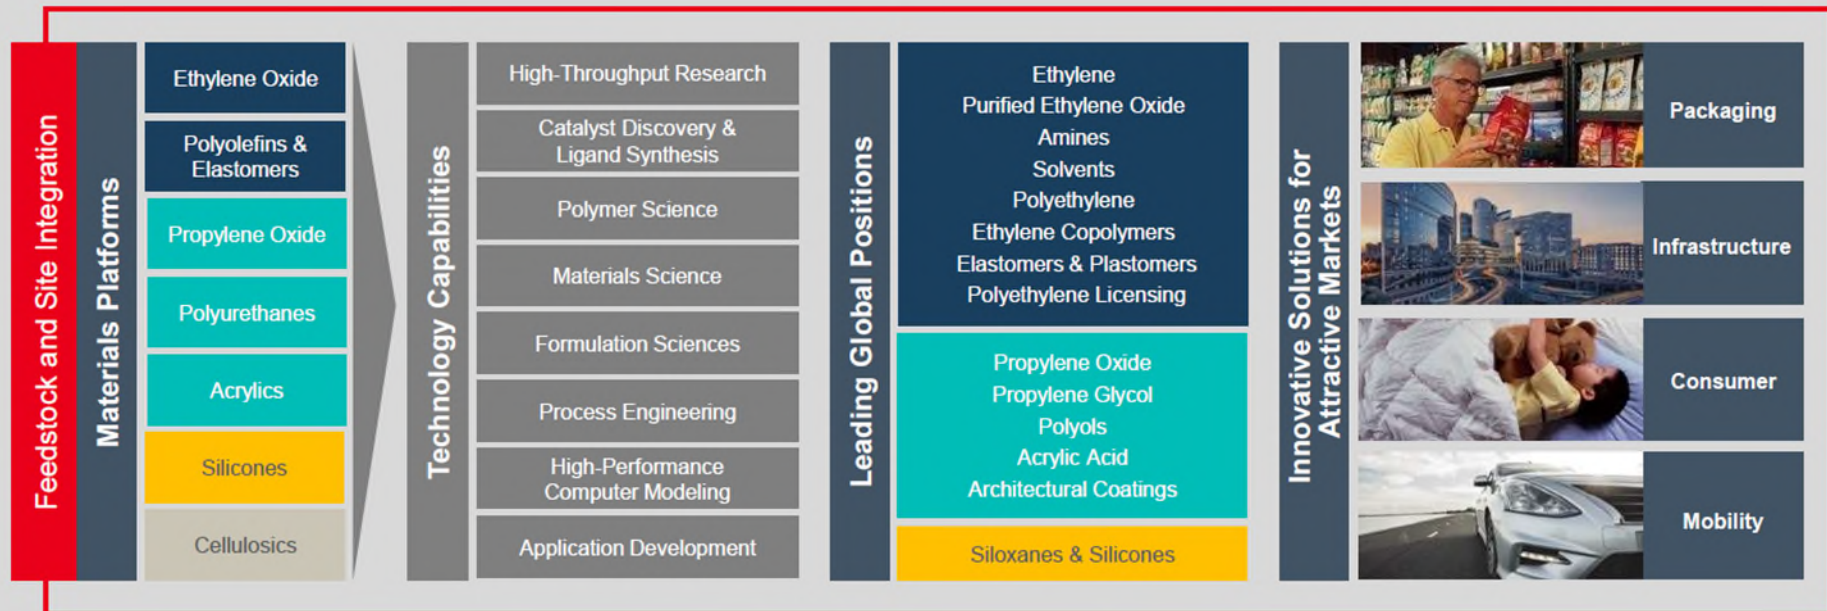 Feedstock and Site Integration
Materials Platforms
Ethylene Oxide
Polyolefins &
Elastomers
Propylene Oxide
Polyurethanes
Acrylics
Silicones
Cellulosics
Technology Capabilities
High-Throughput Research
Catalyst Discovery &
Ligand Synthesis
Polymer Science
Materials Science
Formulation Sciences
Process Engineering
High-Performance
Computer Modeling
Application Development
Leading Global Positions
Ethylene
Purified Ethylene Oxide
Amines
Solvents
Polyethylene
Ethylene Copolymers
Elastomers & Plastomers
Polyethylene Licensing
Propylene Oxide
Propylene Glycol
Polyols
Acrylic Acid
Architectural Coatings
Siloxanes & Silicones
Innovative Solutions for
Attractive Markets
Packaging
Infrastructure
Consumer
Mobility